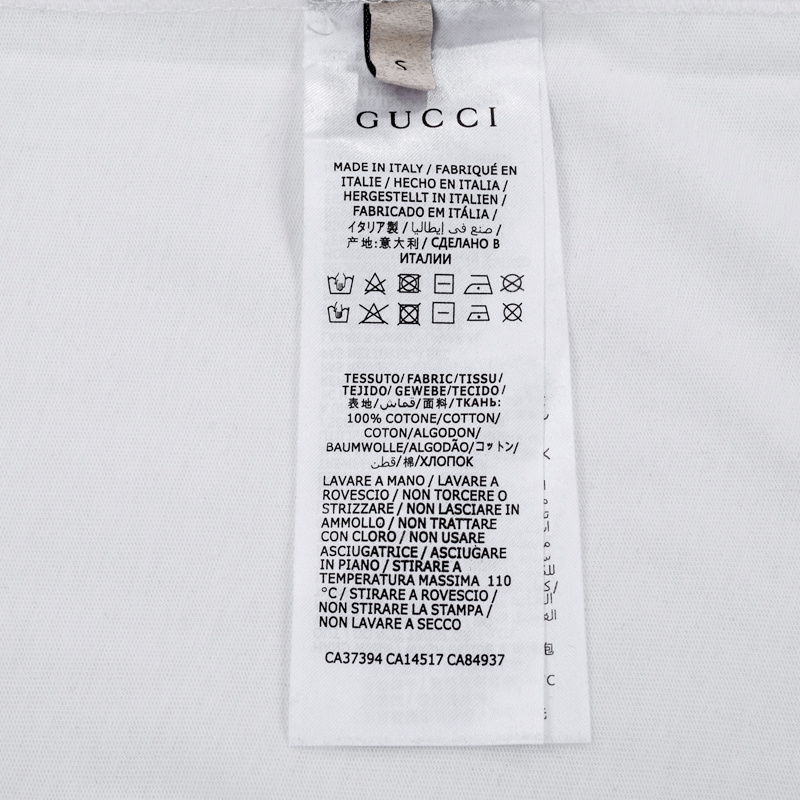 S
GUCCI
MADE IN ITALY / FABRIQUÉ EN
ITALIE / HECHO EN ITALIA /
HERGESTELLT IN ITALIEN /
FABRICADO EM ITÁLIA /
イタリア製 / صنع في إيطاليا /
产地:意大利 / СДЕЛАНО В
ИТАЛИИ
TESSUTO/ FABRIC/TISSU/
TEJIDO/ GEWEBE/TECIDO/
表地/قماش/面料/ТКАНЬ:
100% COTONE/COTTON/
COTON/ALGODON/
BAUMWOLLE/ALGODÃO/コットン/
قطن/棉/ХЛОПОК
LAVARE A MANO / LAVARE A
ROVESCIO / NON TORCERE O
STRIZZARE / NON LASCIARE IN
AMMOLLO / NON TRATTARE
CON CLORO / NON USARE
ASCIUGATRICE / ASCIUGARE
IN PIANO / STIRARE A
TEMPERATURA MASSIMA 110
°C / STIRARE A ROVESCIO /
NON STIRARE LA STAMPA /
NON LAVARE A SECCO
CA37394 CA14517 CA84937